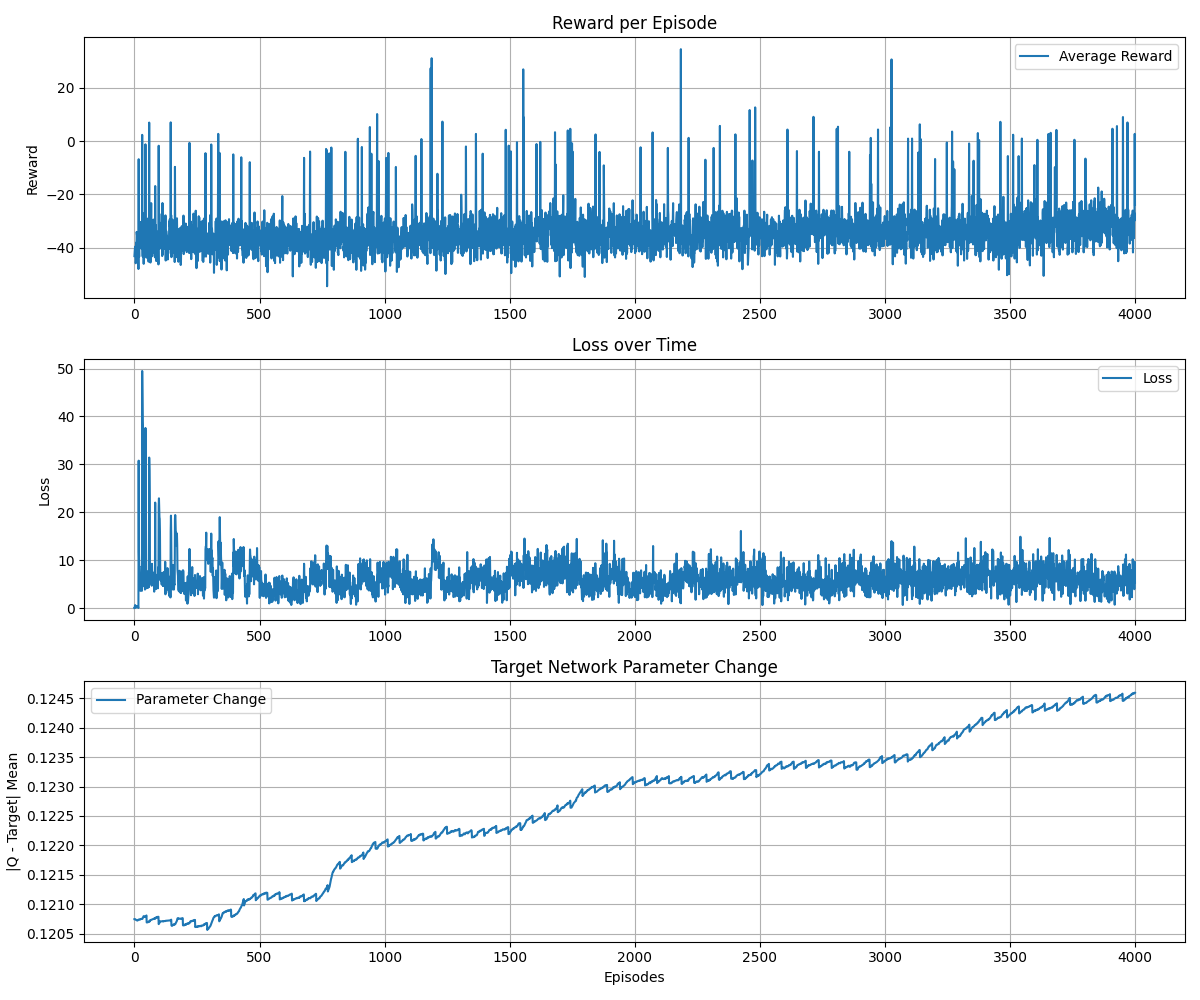 Reward per Episode
Average Reward
Reward
20
0
−20
−40
0 500 1000 1500 2000 2500 3000 3500 4000
Loss over Time
Loss
Loss
50
40
30
20
10
0
0 500 1000 1500 2000 2500 3000 3500 4000
Target Network Parameter Change
Parameter Change
|Q - Target| Mean
0.1245
0.1240
0.1235
0.1230
0.1225
0.1220
0.1215
0.1210
0.1205
0 500 1000 1500 2000 2500 3000 3500 4000
Episodes